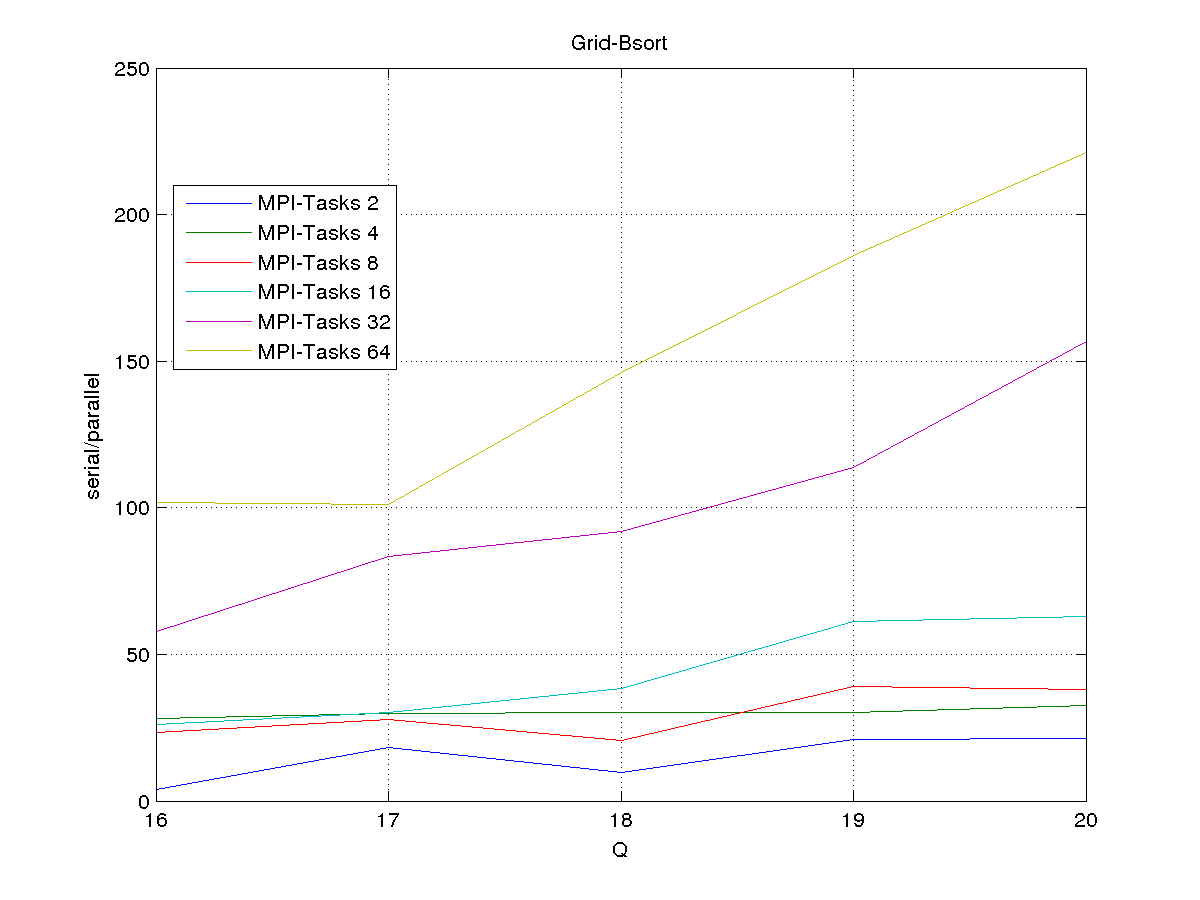 Grid-Bsort
250
200
150
100
50
0
serial/parallel
MPI-Tasks 2
MPI-Tasks 4
MPI-Tasks 8
MPI-Tasks 16
MPI-Tasks 32
MPI-Tasks 64
16 17 18 19 20
Q